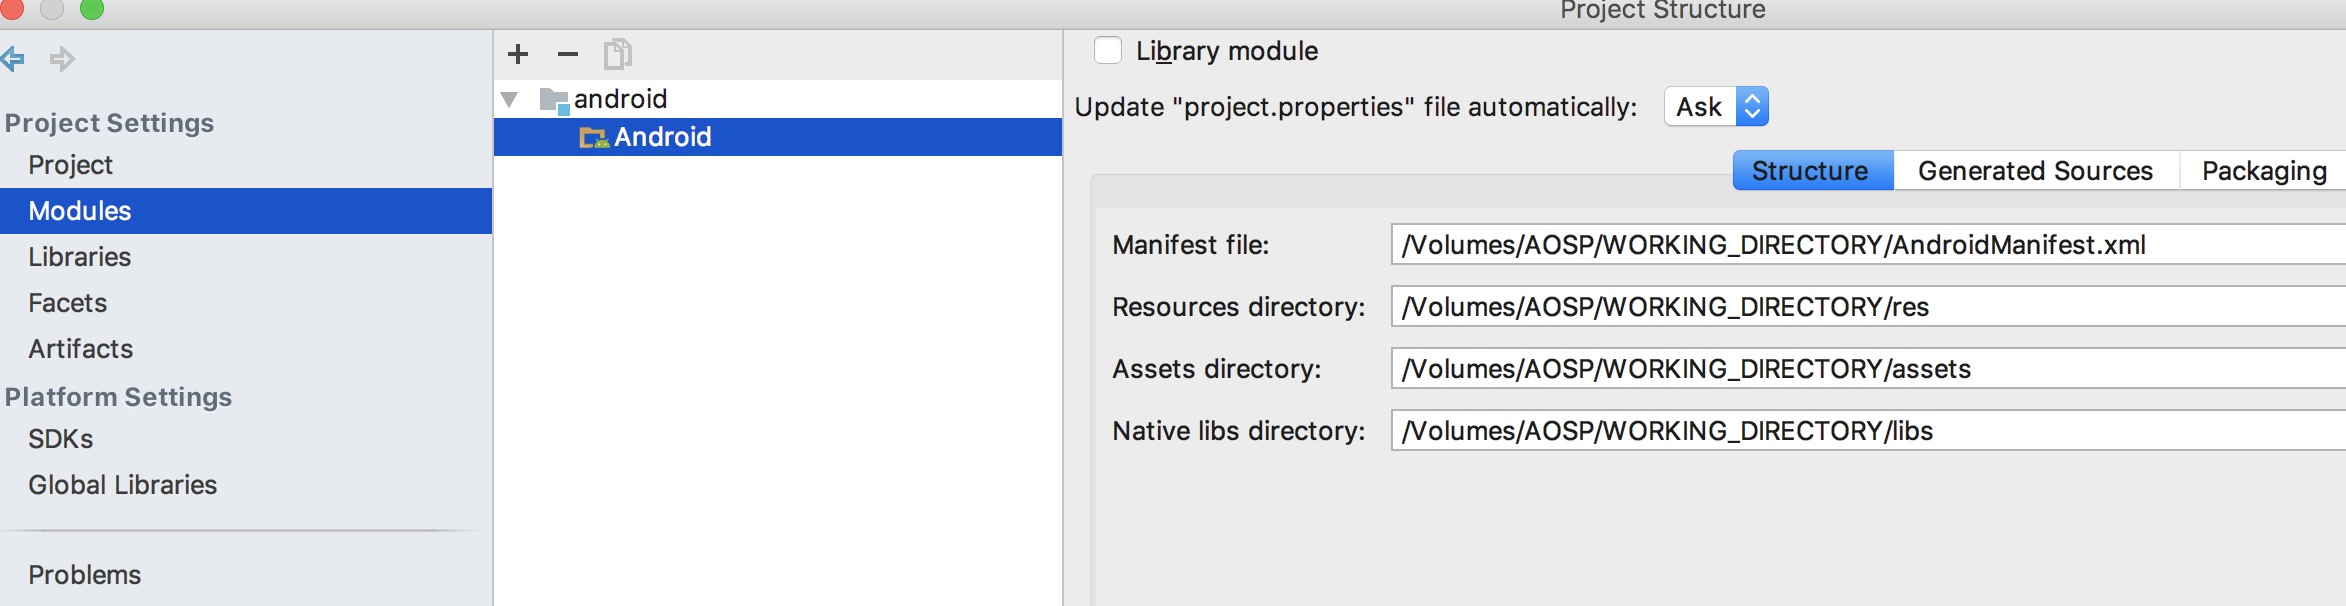 Project Structure
Project Settings
Project
Modules
Libraries
Facets
Artifacts
Platform Settings
SDKs
Global Libraries
Problems
android
Android
Library module
Update "project.properties" file automatically: Ask
Structure Generated Sources Packaging
Manifest file: /Volumes/AOSP/WORKING_DIRECTORY/AndroidManifest.xml
Resources directory: /Volumes/AOSP/WORKING_DIRECTORY/res
Assets directory: /Volumes/AOSP/WORKING_DIRECTORY/assets
Native libs directory: /Volumes/AOSP/WORKING_DIRECTORY/libs